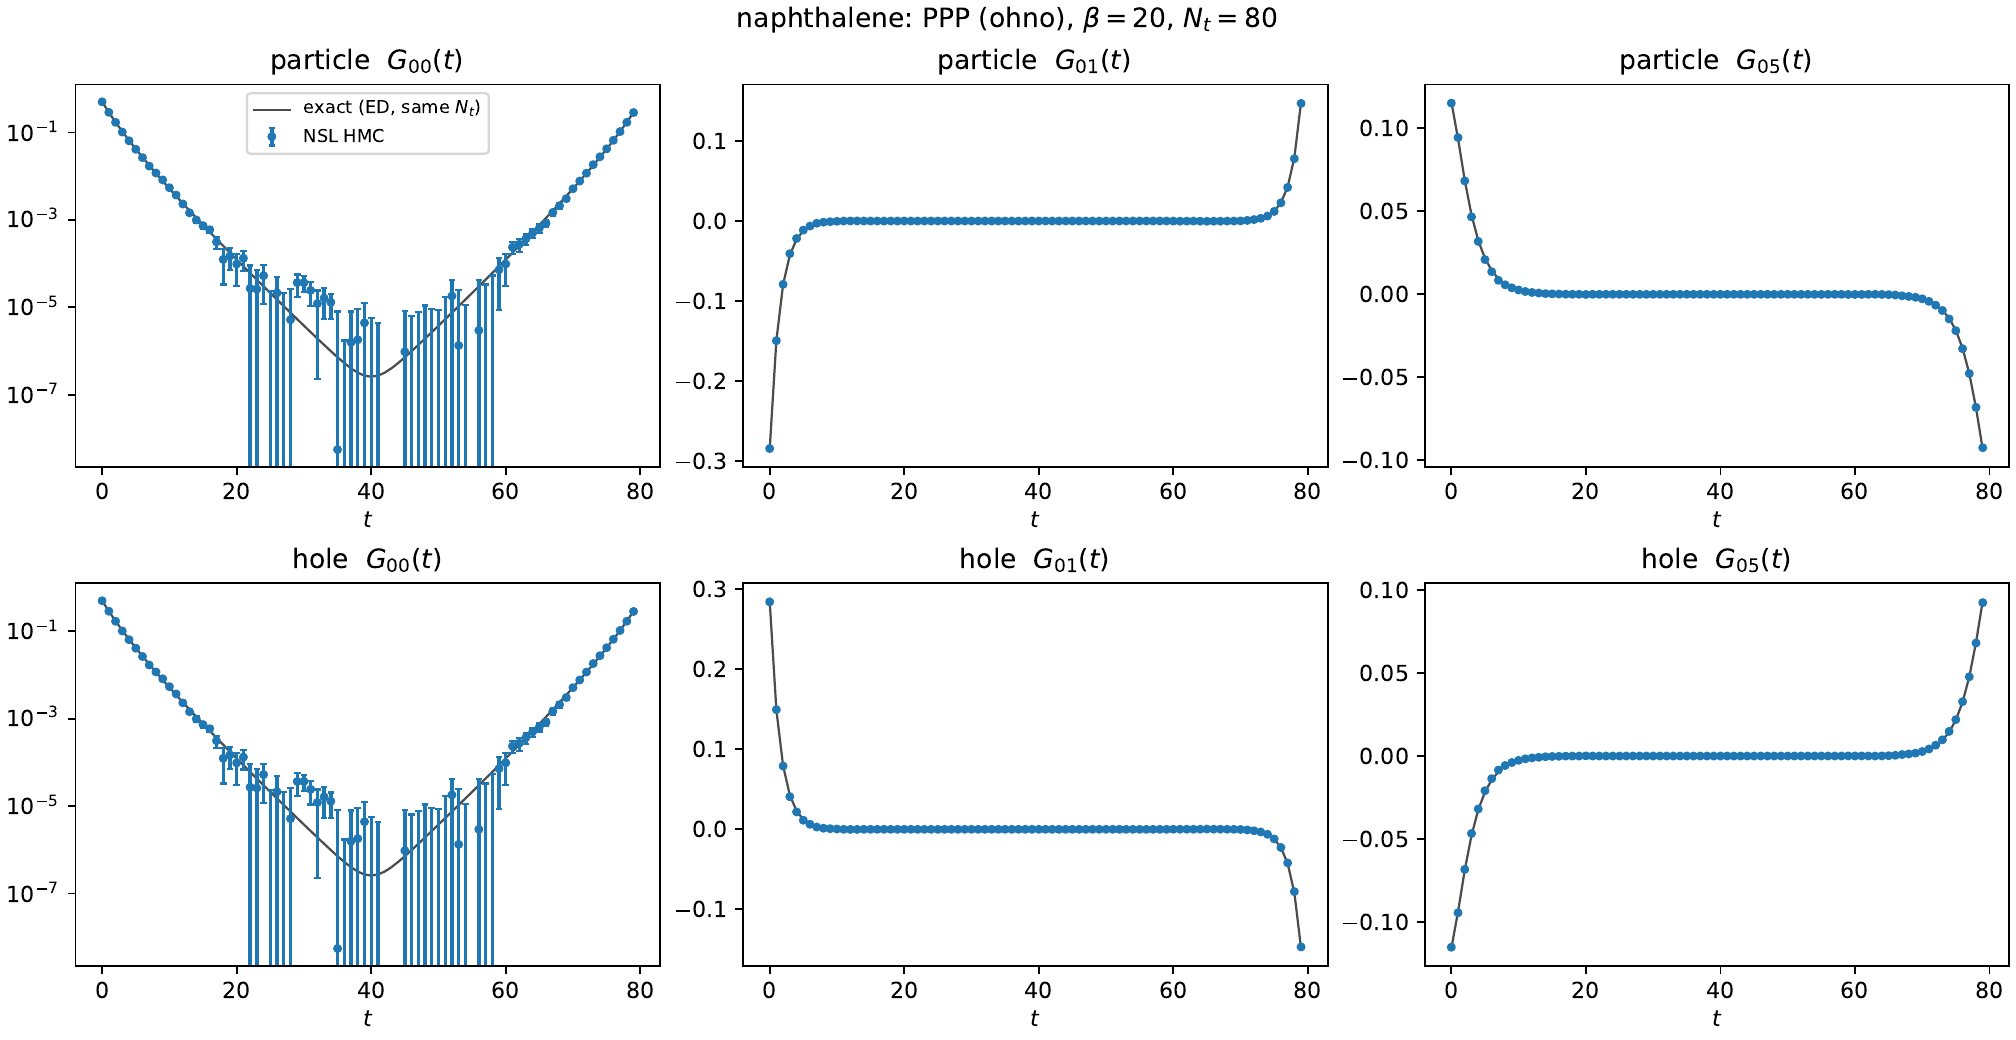 naphthalene: PPP (ohno), β = 20, N_t = 80
particle G_00(t)
10^−1
10^−3
10^−5
10^−7
exact (ED, same N_t)
NSL HMC
0 20 40 60 80
t
particle G_01(t)
0.1
0.0
−0.1
−0.2
−0.3
0 20 40 60 80
t
particle G_05(t)
0.10
0.05
0.00
−0.05
−0.10
0 20 40 60 80
t
hole G_00(t)
10^−1
10^−3
10^−5
10^−7
0 20 40 60 80
t
hole G_01(t)
0.3
0.2
0.1
0.0
−0.1
0 20 40 60 80
t
hole G_05(t)
0.10
0.05
0.00
−0.05
−0.10
0 20 40 60 80
t